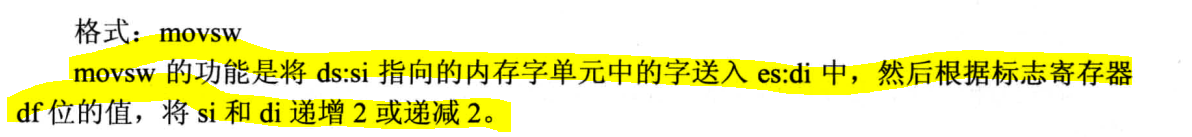 格式：movsw
movsw 的功能是将 ds:si 指向的内存字单元中的字送入 es:di 中，然后根据标志寄存器
df 位的值，将 si 和 di 递增 2 或递减 2。